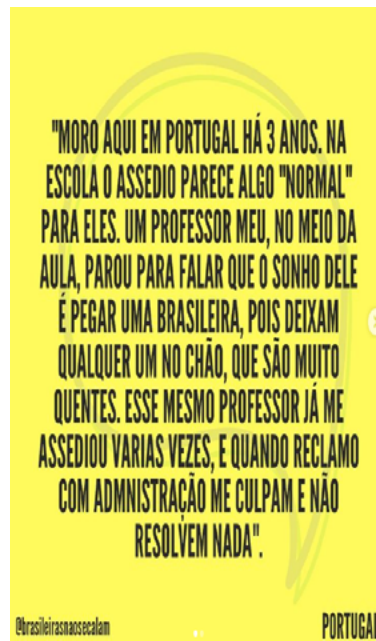 "MORO AQUI EM PORTUGAL HÁ 3 ANOS. NA
ESCOLA O ASSEDIO PARECE ALGO "NORMAL"
PARA ELES. UM PROFESSOR MEU, NO MEIO DA
AULA, PAROU PARA FALAR QUE O SONHO DELE
É PEGAR UMA BRASILEIRA, POIS DEIXAM
QUALQUER UM NO CHÃO, QUE SÃO MUITO
QUENTES. ESSE MESMO PROFESSOR JÁ ME
ASSEDIOU VARIAS VEZES, E QUANDO RECLAMO
COM ADMNISTRAÇÃO ME CULPAM E NÃO
RESOLVEM NADA".
@brasileirasnaosecalam
PORTUGAL